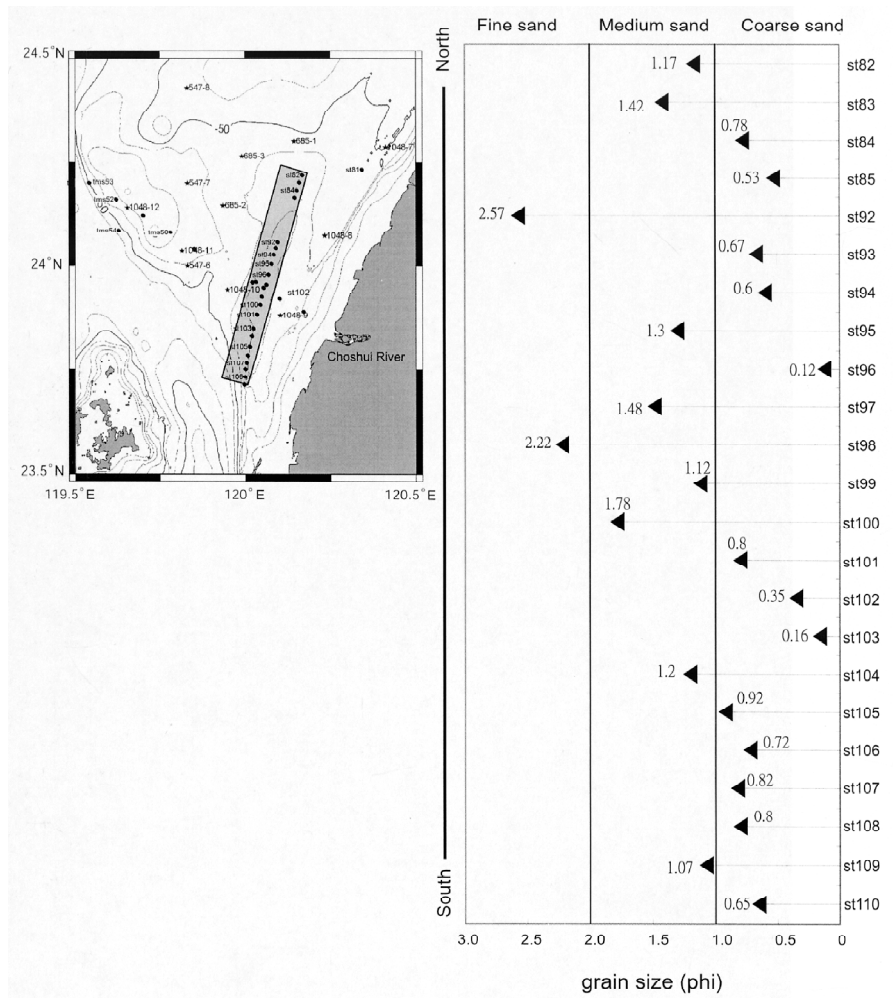 Fine sand Medium sand Coarse sand
24.5°N
24°N
23.5°N
119.5°E 120°E 120.5°E
547-8
-50
685-1
1048-7
685-3
st81
tms53
547-7
st82
st84
tms52
1048-12
685-2
tms54
tms50
1048-8
1048-11
st92
st94
547-6
st95
st96
1048-10
st102
st100
st101
1048-9
st103
Choshui River
st105
st107
North
South
1.17 st82
1.42 st83
0.78 st84
0.53 st85
2.57 st92
0.67 st93
0.6 st94
1.3 st95
0.12 st96
1.48 st97
2.22 st98
1.12 st99
1.78 st100
0.8 st101
0.35 st102
0.16 st103
1.2 st104
0.92 st105
0.72 st106
0.82 st107
0.8 st108
1.07 st109
0.65 st110
3.0 2.5 2.0 1.5 1.0 0.5 0
grain size (phi)